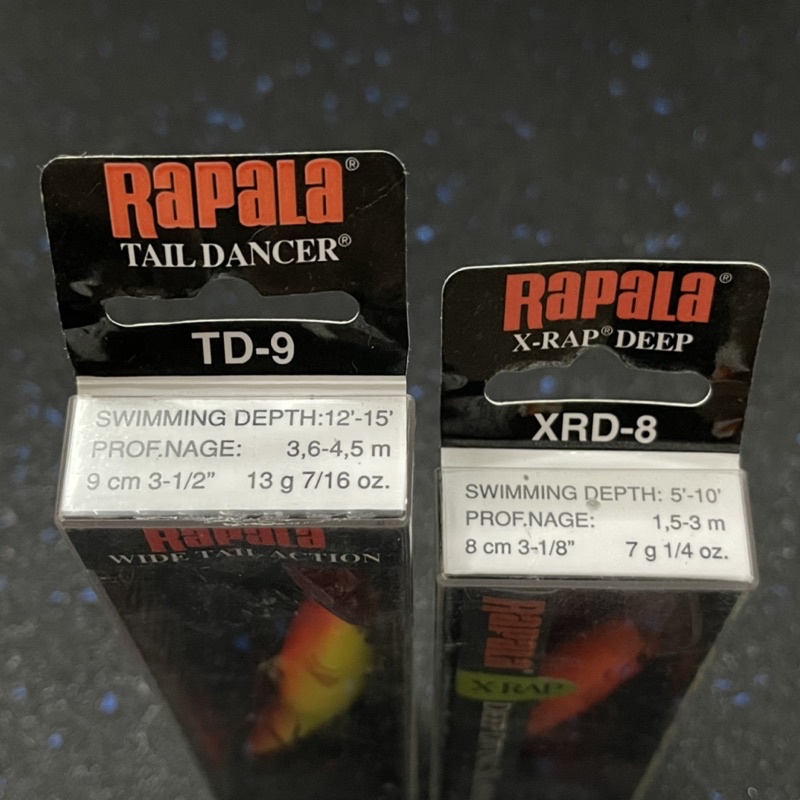 RAPALA®
TAIL DANCER®
TD-9
SWIMMING DEPTH:12'-15'
PROF.NAGE: 3,6-4,5 m
9 cm 3-1/2” 13 g 7/16 oz.
RAPALA
WIDE TAIL ACTION
RAPALA®
X-RAP® DEEP
XRD-8
SWIMMING DEPTH: 5'-10'
PROF.NAGE: 1,5-3 m
8 cm 3-1/8” 7 g 1/4 oz.
RAPALA
X-RAP